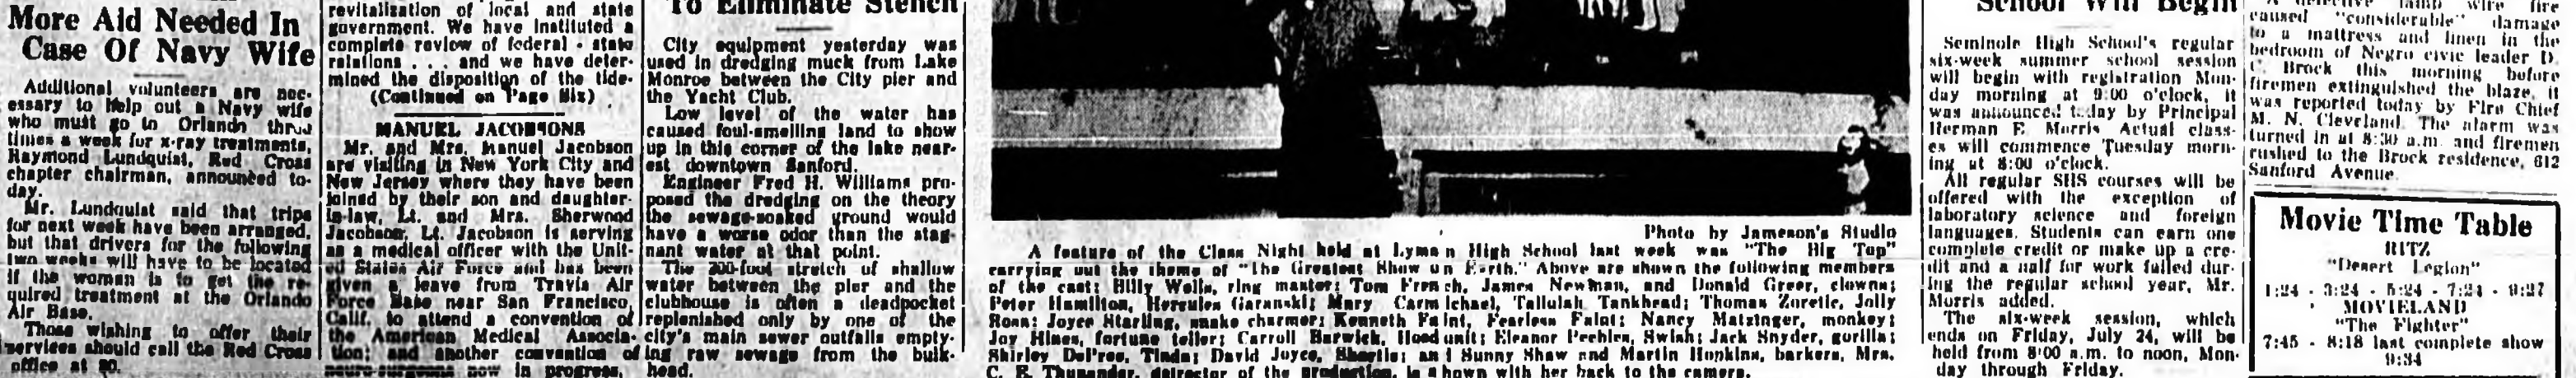 More Aid Needed In
Case Of Navy Wife
Additional volunteers are nec-
essary to help out a Navy wife
who must go to Orlando three
times a week for x-ray treatments,
Raymond Lundquist, Red Cross
chapter chairman, announced to-
day.
Mr. Lundquist said that trips
for next week have been arranged,
but that drivers for the following
two weeks will have to be located
if the woman is to get the re-
quired treatment at the Orlando
Air Base.
Those wishing to offer their
services should call the Red Cross
office at
revitalization of local and state
government. We have instituted a
complete review of federal - state
relations . . . and we have deter-
mined the disposition of the tide-
(Continued on Page Six)
MANUEL JACOBSONS
Mr. and Mrs. Manuel Jacobson
are visiting in New York City and
New Jersey where they have been
joined by their son and daughter-
in-law, Lt. and Mrs. Sherwood
Jacobson. Lt. Jacobson is serving
as a medical officer with the Unit-
ed States Air Force and has been
given a leave from Travis Air
Force Base near San Francisco,
Calif. to attend a convention of
the American Medical Associa-
tion; and another convention of
neuro-surgeons now in progress.
To Eliminate Stench
City equipment yesterday was
used in dredging muck from Lake
Monroe between the City pier and
the Yacht Club.
Low level of the water has
caused foul-smelling land to show
up in this corner of the lake near-
est downtown Sanford.
Engineer Fred H. Williams pro-
posed the dredging on the theory
the sewage-soaked ground would
have a worse odor than the stag-
nant water at that point.
The 200-foot stretch of shallow
water between the pier and the
clubhouse is often a deadpocket
replenished only by one of the
city's main sewer outfalls empty-
ing raw sewage from the bulk-
head.
Photo by Jameson's Studio
A feature of the Class Night held at Lyman High School last week was "The Big Top"
carrying out the theme of "The Greatest Show on Earth." Above are shown the following members
of the cast: Billy Wells, ring master; Tom French, James Newman, and Donald Greer, clowns;
Peter Hamilton, Hercules Garanski; Mary Carmichael, Tallulah Tankhead; Thomas Zoretic, Jolly
Rosn; Joyce Starling, snake charmer; Kenneth Faint, Fearless Faint; Nancy Matzinger, monkey;
Joy Hines, fortune teller; Carroll Barwick, Hoodunit; Eleanor Peebles, Swish; Jack Snyder, gorilla;
Shirley DelPree, Tinda; David Joyce, and Sunny Shaw and Martin Hopkins, barkers. Mrs.
C. E. director of the production, is shown with her back to the camera.
School Will Begin
Seminole High School's regular
six-week summer school session
will begin with registration Mon-
day morning at 9:00 o'clock, it
was announced today by Principal
Herman E. Morris Actual class-
es will commence Tuesday morn-
ing at 8:00 o'clock.
All regular SHS courses will be
offered with the exception of
laboratory science and foreign
languages. Students can earn one
complete credit or make up a cre-
dit and a half for work failed dur-
ing the regular school year, Mr.
Morris added.
The six-week session, which
ends on Friday, July 24, will be
held from 8:00 a.m. to noon, Mon-
day through Friday.
A defective lamp wire fire
caused "considerable" damage
to a mattress and linen in the
bedroom of Negro civic leader D.
C. Brock this morning before
firemen extinguished the blaze, it
was reported today by Fire Chief
M. N. Cleveland. The alarm was
turned in at 8:30 a.m. and firemen
rushed to the Brock residence, 612
Sanford Avenue.
Movie Time Table
RITZ
"Desert Legion"
1:24 - 3:24 - 5:24 - 7:24 - 9:27
MOVIELAND
"The Fighter"
7:45 - 8:18 last complete show
9:34